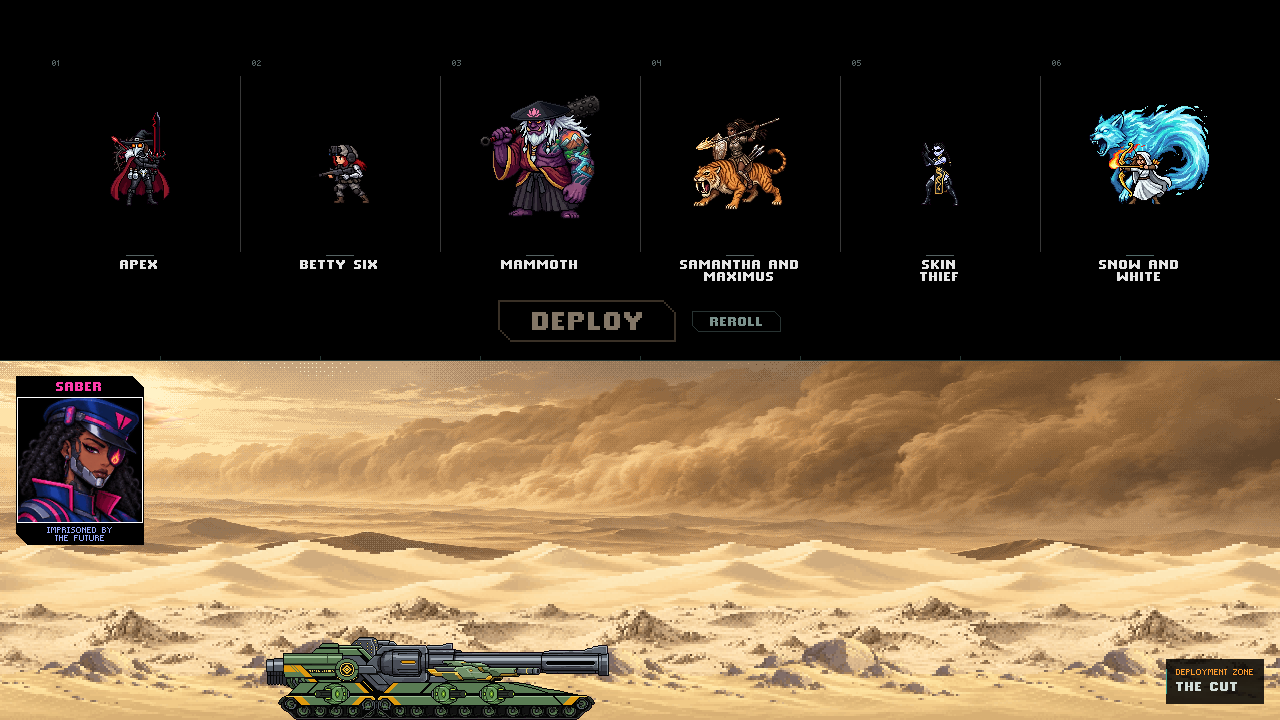 01
02
03
04
05
06
APEX
BETTY SIX
MAMMOTH
SAMANTHA AND
MAXIMUS
SKIN
THIEF
SNOW AND
WHITE
DEPLOY
REROLL
SABER
IMPRISONED BY
THE FUTURE
DEPLOYMENT ZONE
THE CUT